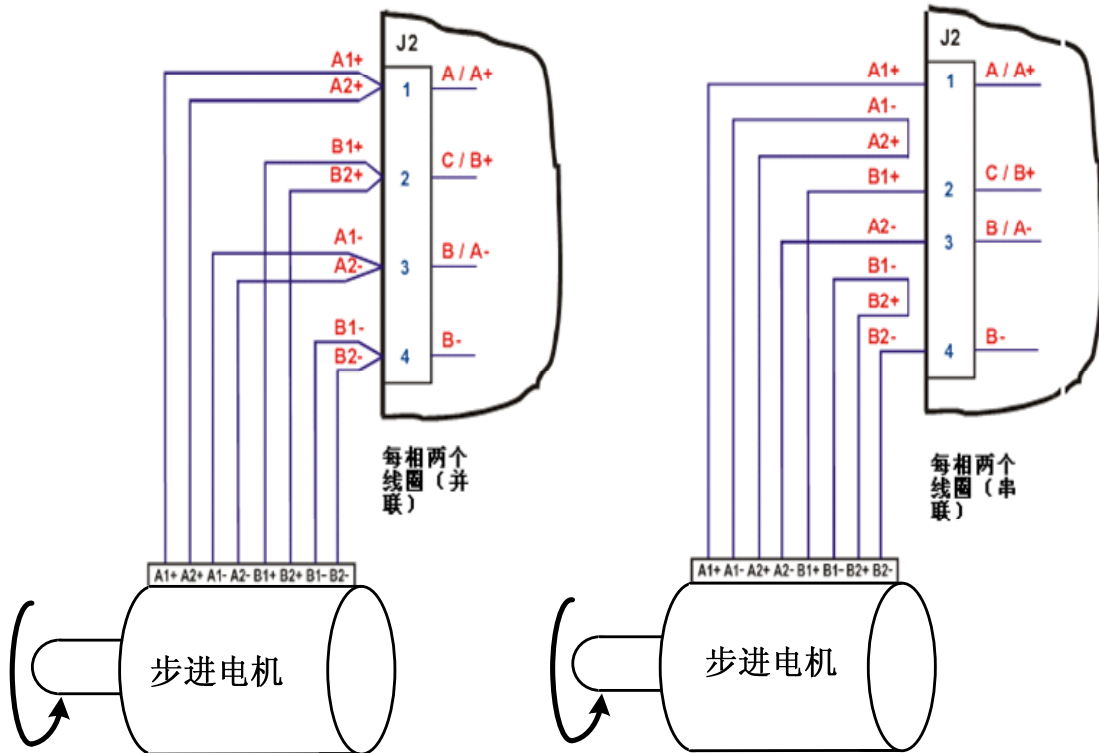 J2
A1+
A2+
1
A / A+
B1+
B2+
2
C / B+
A1-
A2-
3
B / A-
B1-
B2-
4
B-
每相两个
线圈（并
联）
A1+ A2+ A1- A2- B1+ B2+ B1- B2-
步进电机
J2
A1+
1
A / A+
A1-
A2+
B1+
2
C / B+
A2-
3
B / A-
B1-
B2+
B2-
4
B-
每相两个
线圈（串
联）
A1+ A1- A2+ A2- B1+ B1- B2+ B2-
步进电机